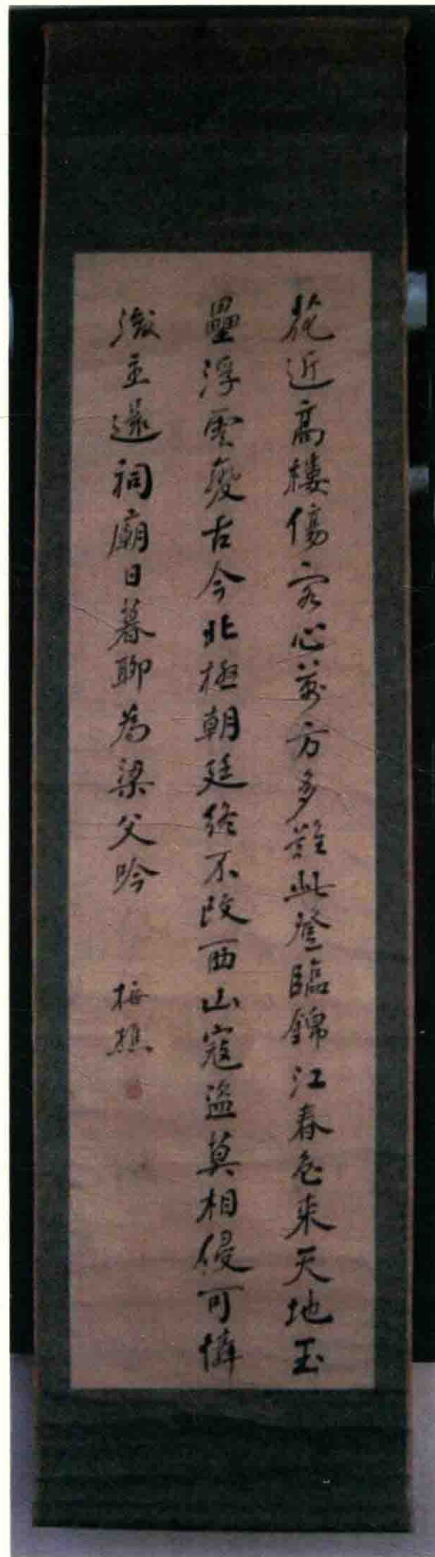 花近高樓傷客心萬方多難此登臨錦江春色來天地玉
壘浮雲變古今北極朝廷終不改西山寇盜莫相侵可憐
後主還祠廟日暮聊為梁父吟
梅樵